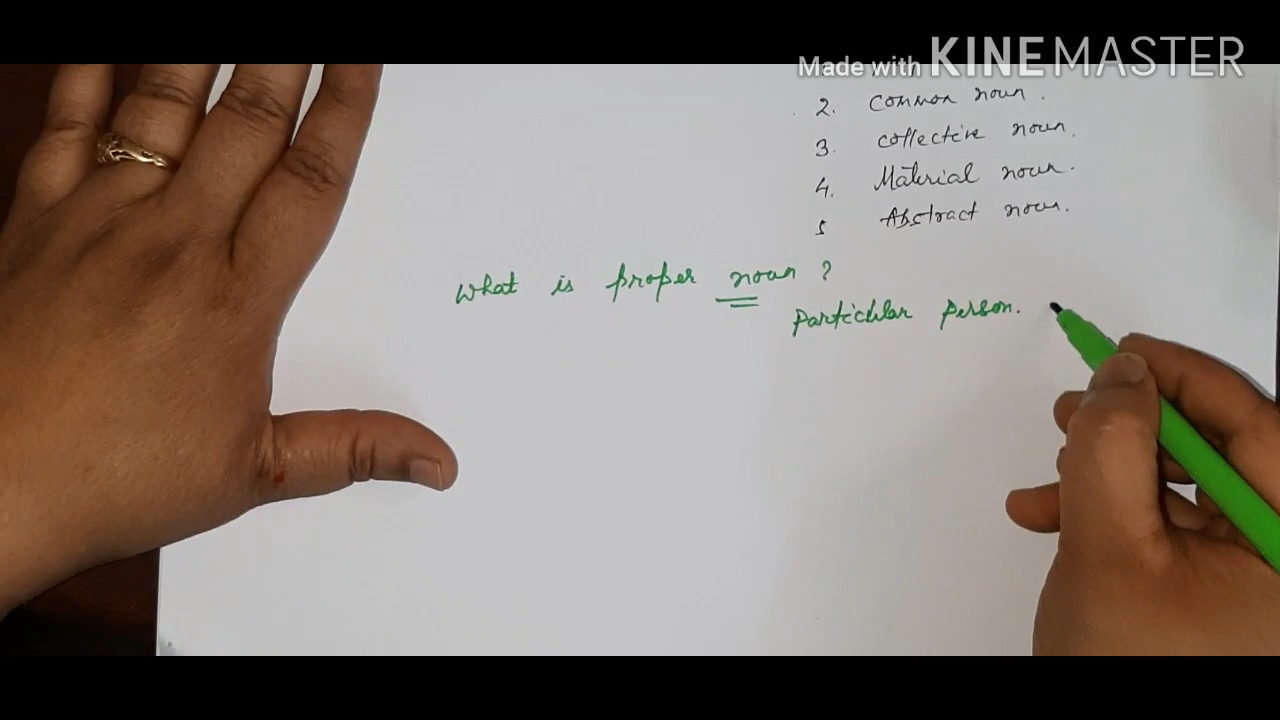 Made with KINEMASTER
2. Common noun.
3. collective noun.
4. Material noun.
5 Abstract noun.
What is proper noun ?
Particular person.